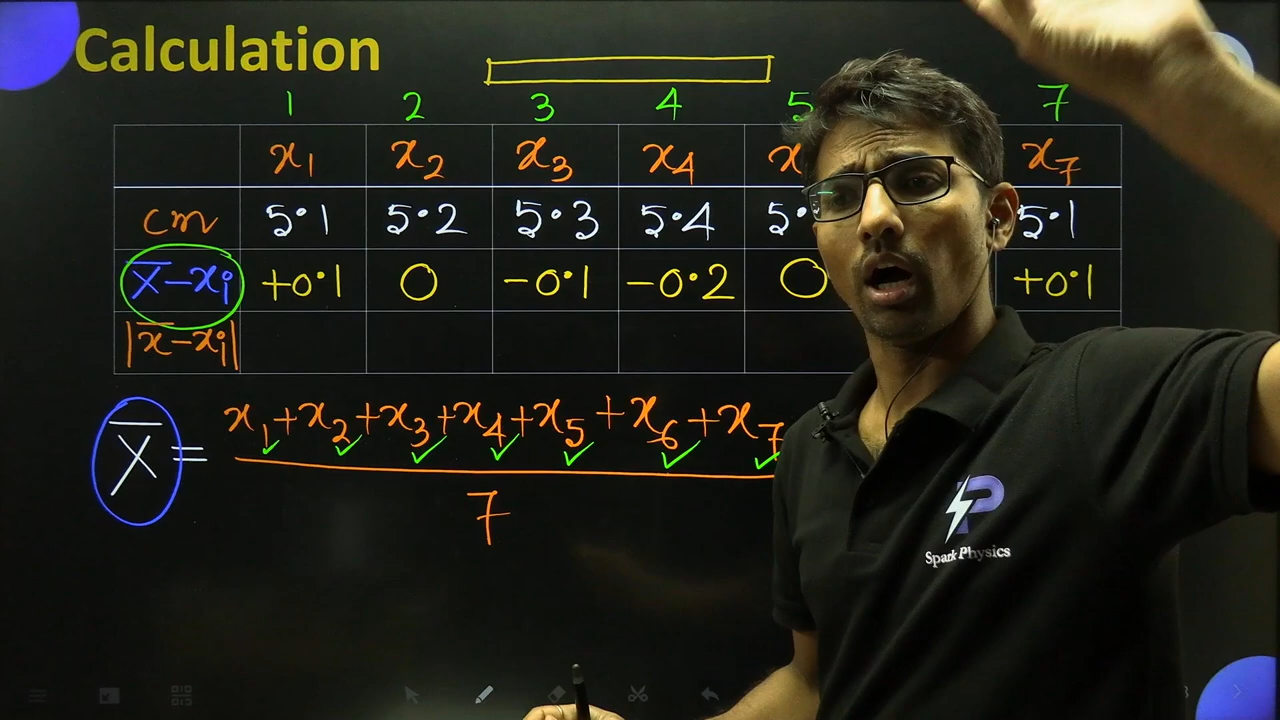 Calculation
1 2 3 4 5 7
x₁ x₂ x₃ x₄ x x₇
cm 5.1 5.2 5.3 5.4 5. 5.1
x̄-xᵢ +0.1 0 -0.1 -0.2 0 +0.1
|x̄-xᵢ|
X̄ = x₁+x₂+x₃+x₄+x₅+x₆+x₇
7
P
Spark Physics